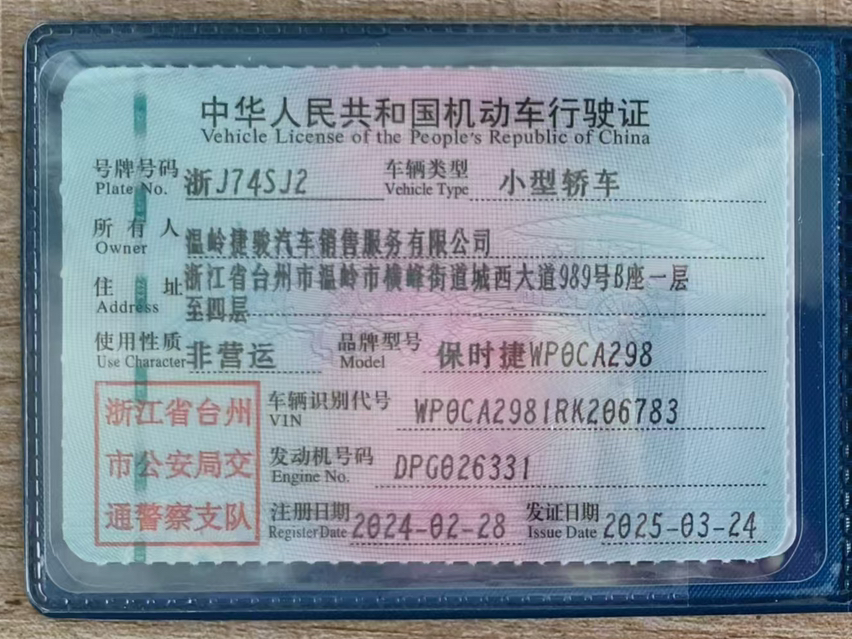 中华人民共和国机动车行驶证
Vehicle License of the People's Republic of China
号牌号码 浙J74SJ2 车辆类型 小型轿车
Plate No. Vehicle Type
所有人 温岭捷骏汽车销售服务有限公司
Owner
住址 浙江省台州市温岭市横峰街道城西大道989号B座一层
Address 至四层
使用性质 非营运 品牌型号 保时捷WP0CA298
Use Character Model
浙江省台州
市公安局交
通警察支队
车辆识别代号 WP0CA2981RK206783
VIN
发动机号码 DPG026331
Engine No.
注册日期 2024-02-28 发证日期 2025-03-24
Register Date Issue Date